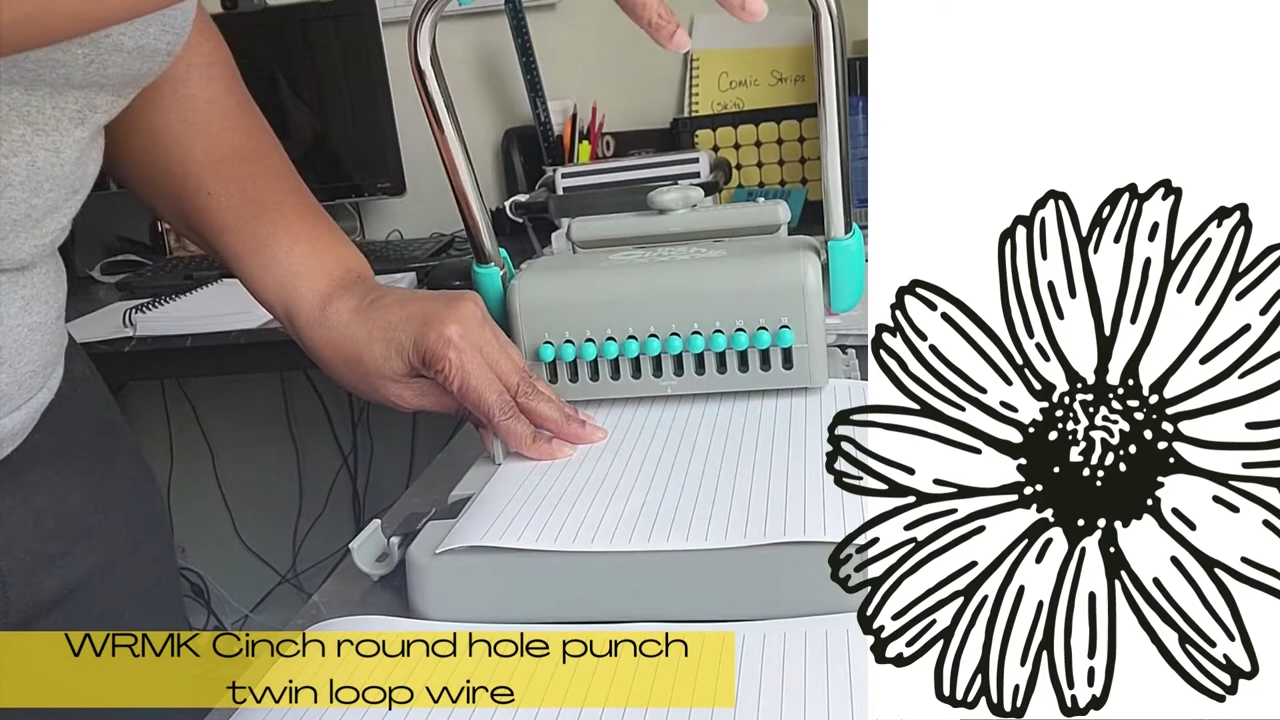 Comic Strips
(Skits)
Cinch
1 2 3 4 5 6 7 8 9 10 11 12
WRMK Cinch round hole punch
twin loop wire